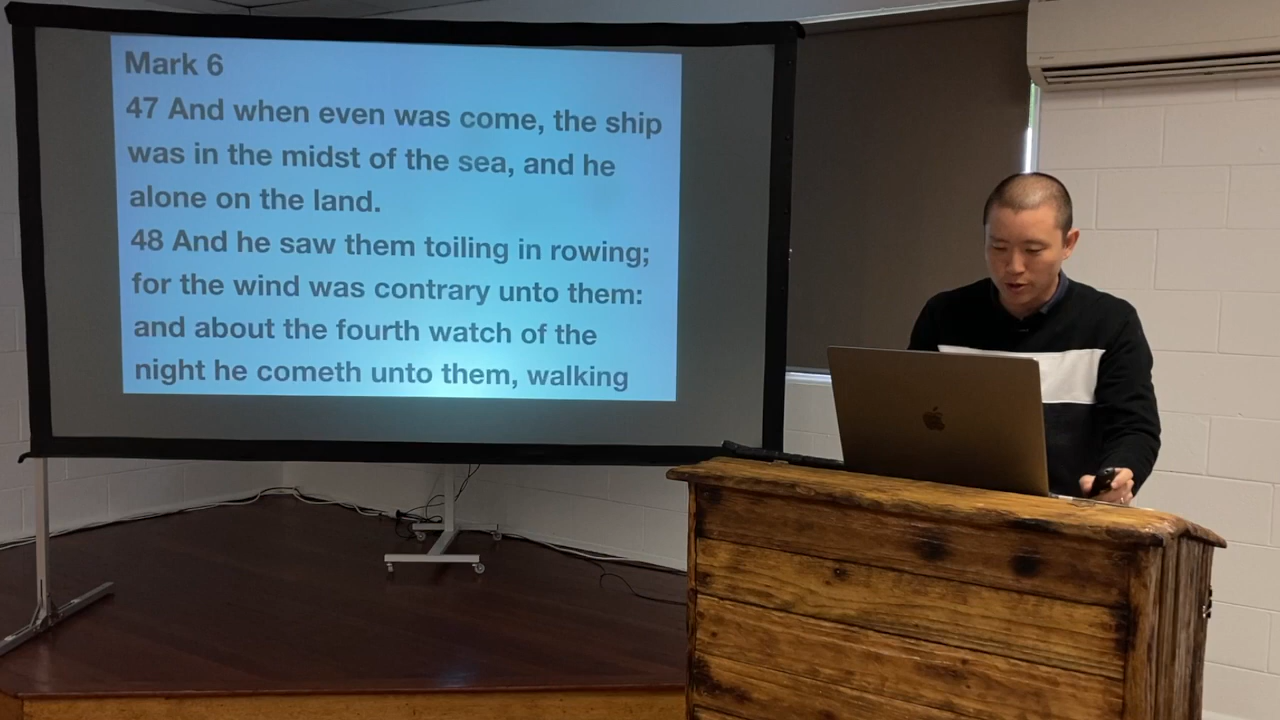 Mark 6
47 And when even was come, the ship
was in the midst of the sea, and he
alone on the land.
48 And he saw them toiling in rowing;
for the wind was contrary unto them:
and about the fourth watch of the
night he cometh unto them, walking